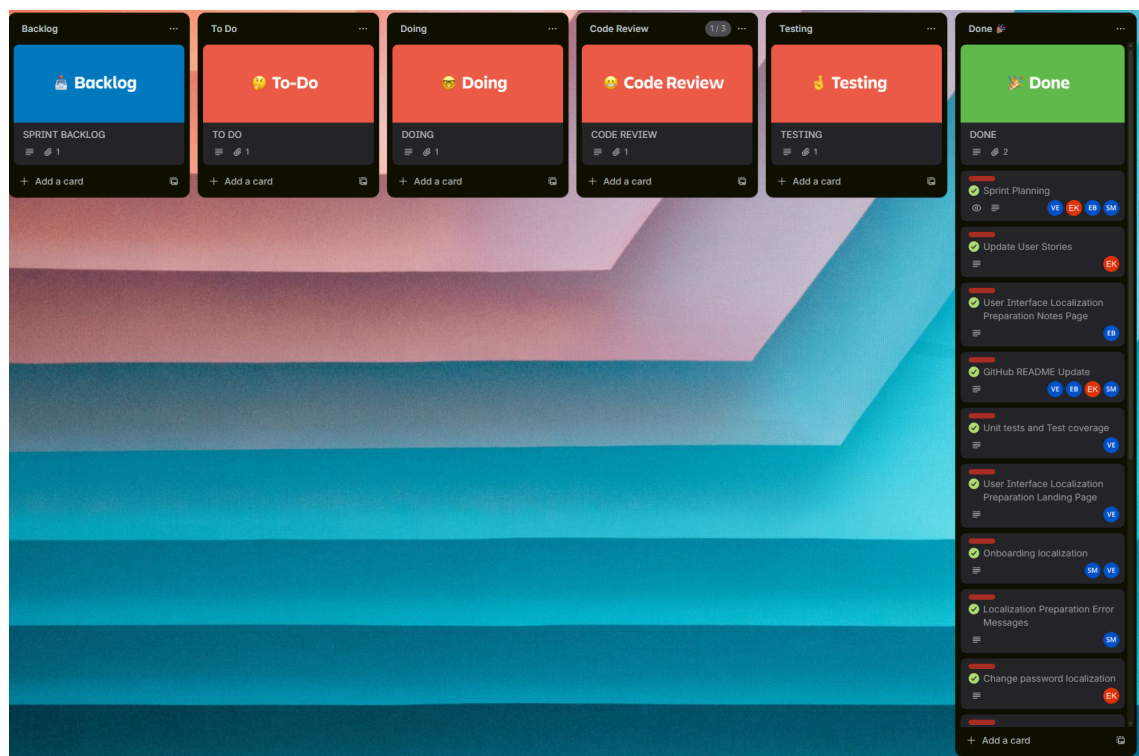 Backlog
Backlog
SPRINT BACKLOG
1
Add a card
To Do
To-Do
TO DO
1
Add a card
Doing
Doing
DOING
1
Add a card
Code Review
1 / 3
Code Review
CODE REVIEW
1
Add a card
Testing
Testing
TESTING
1
Add a card
Done 🎉
Done
DONE
2
Sprint Planning
VE EK EB SM
Update User Stories
EK
User Interface Localization
Preparation Notes Page
EB
GitHub README Update
VE EB EK SM
Unit tests and Test coverage
VE
User Interface Localization
Preparation Landing Page
VE
Onboarding localization
SM VE
Localization Preparation Error
Messages
SM
Change password localization
EK
Add a card